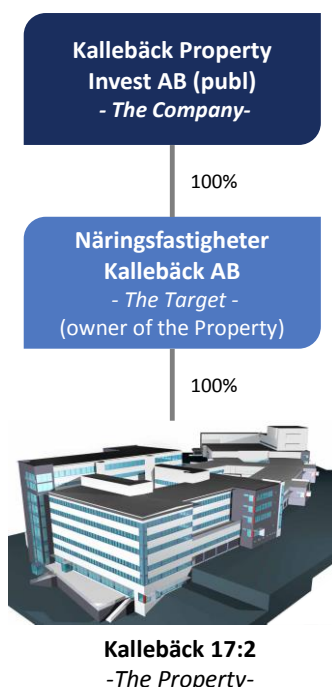 Kallebäck Property
Invest AB (publ)
- The Company-
100%
Näringsfastigheter
Kallebäck AB
- The Target -
(owner of the Property)
100%
Kallebäck 17:2
-The Property-